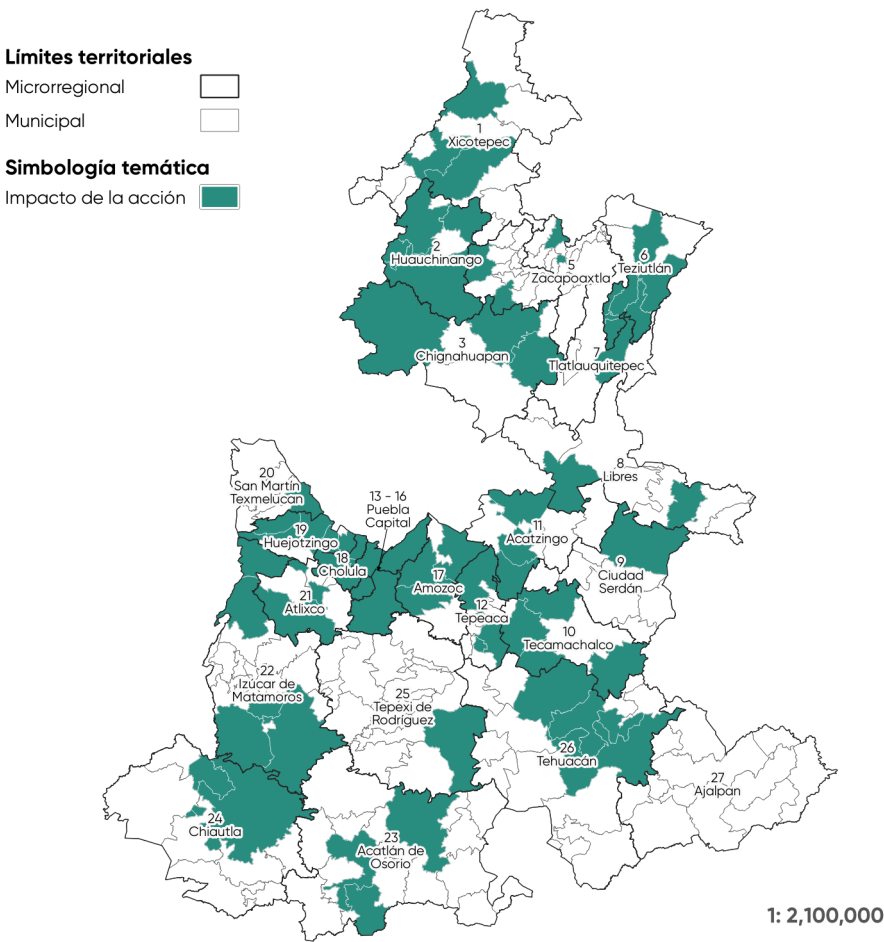 Límites territoriales
Microrregional
Municipal
Simbología temática
Impacto de la acción
1
Xicotepec
2
Huauchinango
3
Chignahuapan
5
Zacapoaxtla
6
Teziutlán
7
Tlatlauquitepec
8
Libres
9
Ciudad
Serdán
10
Tecamachalco
11
Acatzingo
12
Tepeaca
13 - 16
Puebla
Capital
17
Amozoc
18
Cholula
19
Huejotzingo
20
San Martín
Texmelucan
21
Atlixco
22
Izúcar de
Matamoros
23
Acatlán de
Osorio
24
Chiautla
25
Tepexi de
Rodríguez
26
Tehuacán
27
Ajalpan
1: 2,100,000